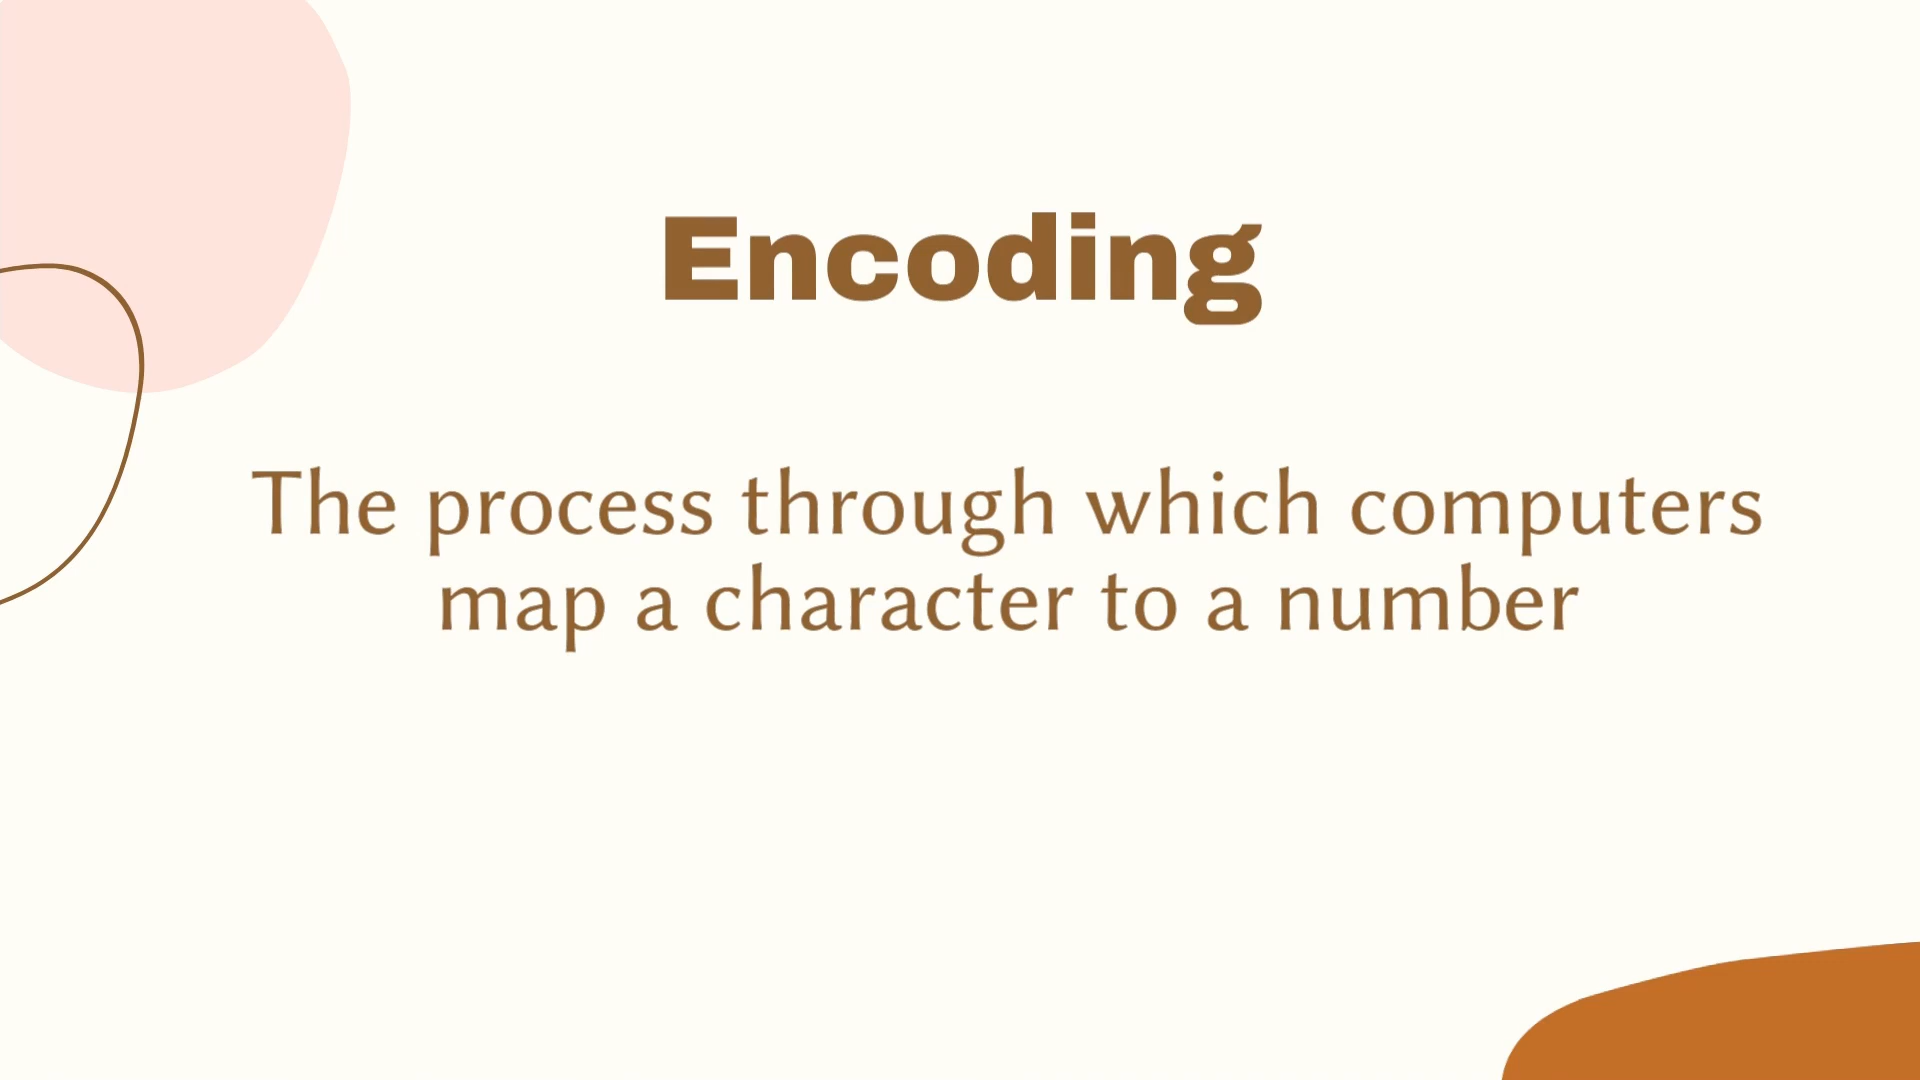 Encoding
The process through which computers
map a character to a number